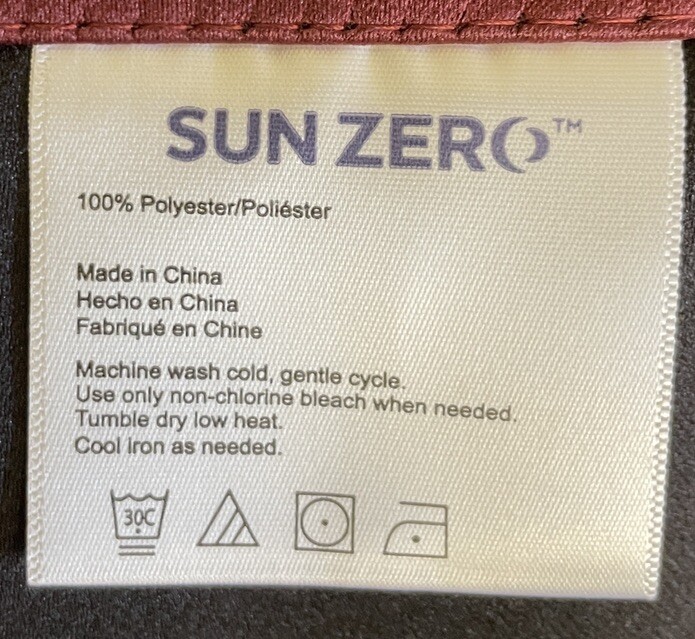 SUN ZERO™
100% Polyester/Poliéster
Made in China
Hecho en China
Fabriqué en Chine
Machine wash cold, gentle cycle.
Use only non-chlorine bleach when needed.
Tumble dry low heat.
Cool iron as needed.
30C